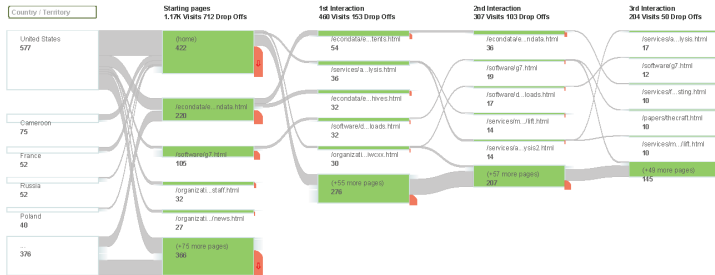 Country / Territory
United States
577
Cameroon
75
France
52
Russia
52
Poland
40
...
376
Starting pages
1.17K Visits 712 Drop Offs
(home)
422
/econdata/e...ndata.html
220
/software/g7.html
105
/organizati...staff.html
32
/organizati.../news.html
27
(+75 more pages)
366
1st Interaction
460 Visits 153 Drop Offs
/econdata/e...tents.html
54
/services/a...lysis.html
36
/econdata/e...hives.html
32
/software/d...loads.html
32
/organizati...iwcixx.html
30
(+55 more pages)
276
2nd Interaction
307 Visits 103 Drop Offs
/econdata/e...ndata.html
36
/software/g7.html
19
/software/d...loads.html
17
/services/m.../lift.html
14
/services/a...ysis2.html
14
(+57 more pages)
207
3rd Interaction
204 Visits 50 Drop Offs
/services/a...lysis.html
17
/software/g7.html
12
/services/f...sting.html
10
/papers/thecraft.html
10
/services/m.../lift.html
10
(+49 more pages)
145